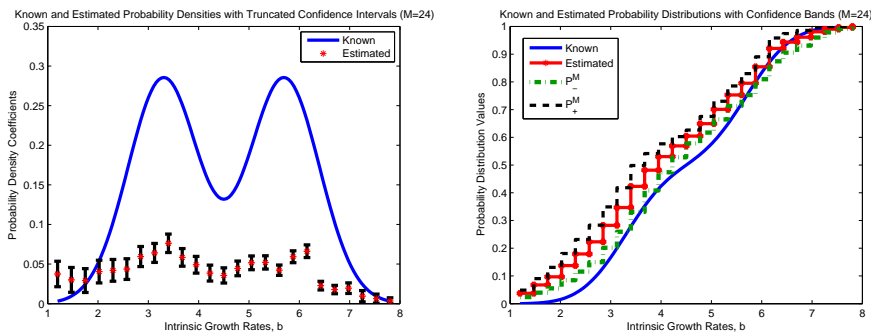 Known and Estimated Probability Densities with Truncated Confidence Intervals (M=24)
0.35
0.3
0.25
0.2
0.15
0.1
0.05
0
Probability Density Coefficients
Known
Estimated
1 2 3 4 5 6 7 8
Intrinsic Growth Rates, b
Known and Estimated Probability Distributions with Confidence Bands (M=24)
1
0.9
0.8
0.7
0.6
0.5
0.4
0.3
0.2
0.1
0
Probability Distribution Values
Known
Estimated
P_-^M
P_+^M
1 2 3 4 5 6 7 8
Intrinsic Growth Rates, b